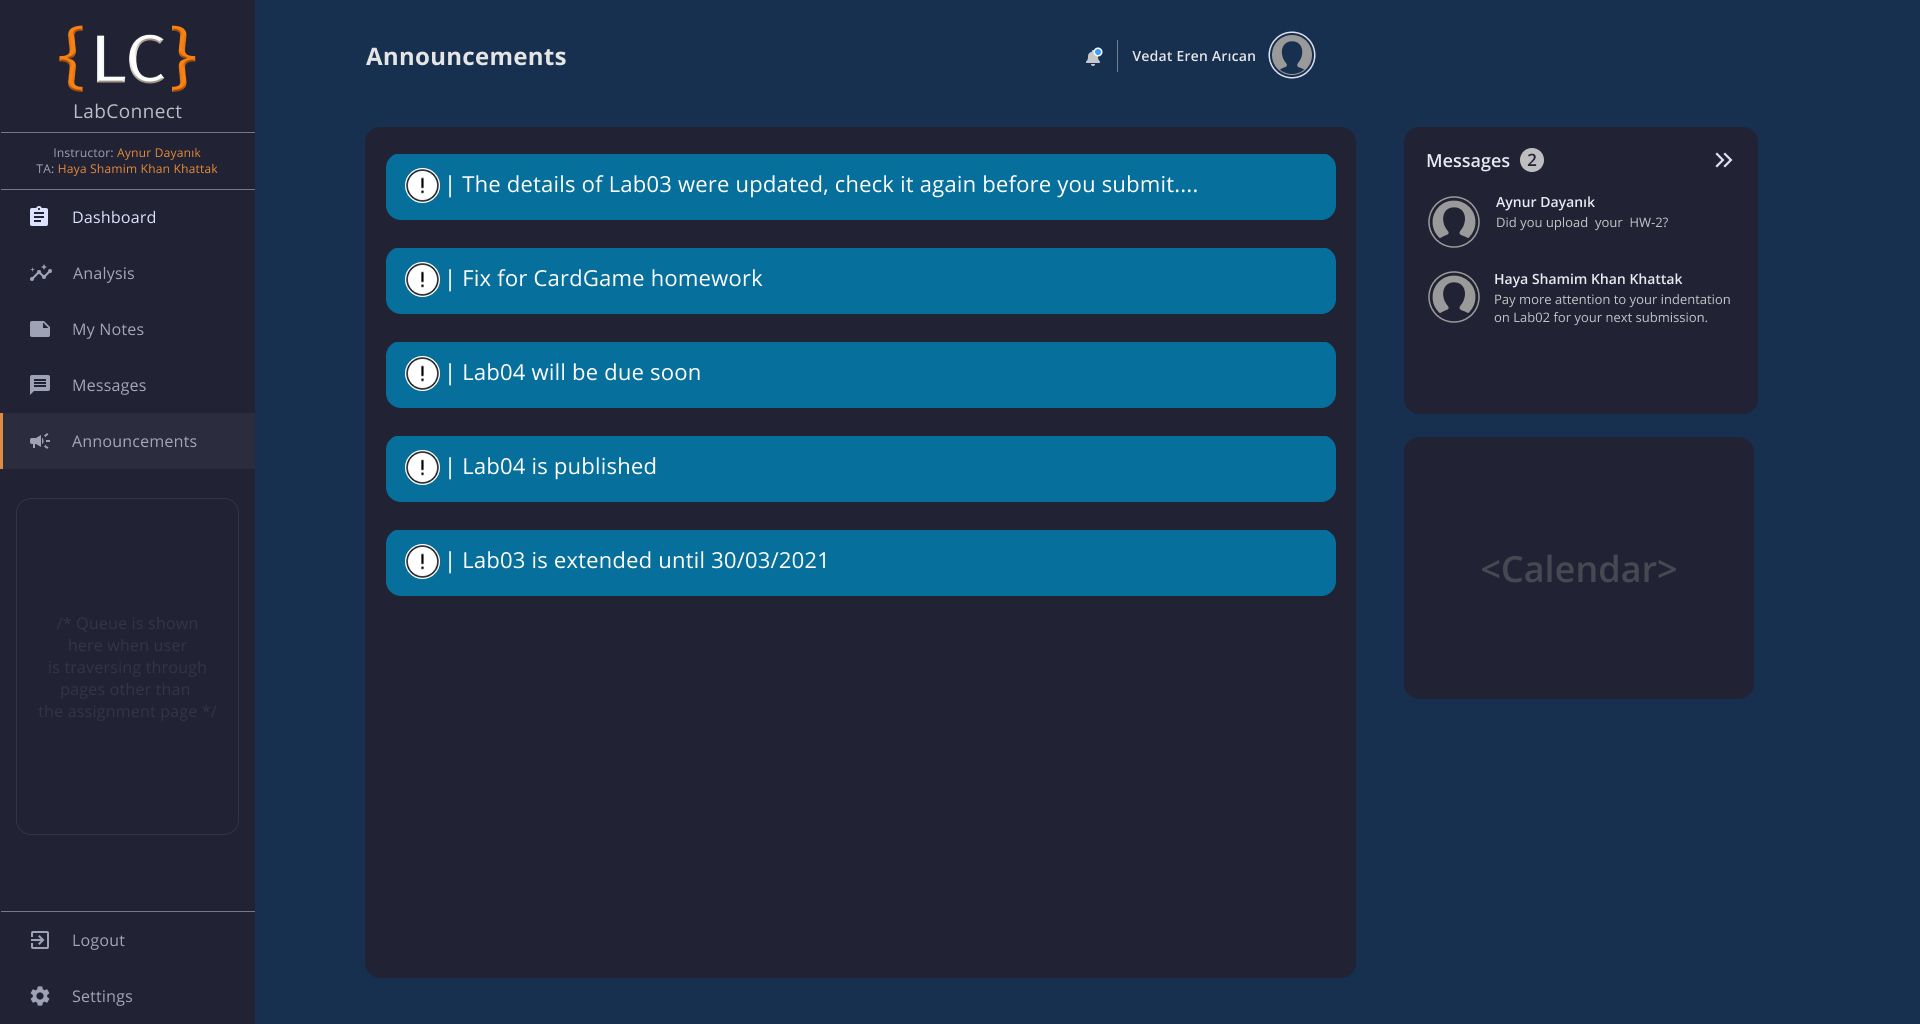 {LC}
LabConnect
Instructor: Aynur Dayanık
TA: Haya Shamim Khan Khattak
Dashboard
Analysis
My Notes
Messages
Announcements
/* Queue is shown
here when user
is traversing through
pages other than
the assignment page */
Logout
Settings
Announcements
Vedat Eren Arıcan
! | The details of Lab03 were updated, check it again before you submit....
! | Fix for CardGame homework
! | Lab04 will be due soon
! | Lab04 is published
! | Lab03 is extended until 30/03/2021
Messages 2
Aynur Dayanık
Did you upload your HW-2?
Haya Shamim Khan Khattak
Pay more attention to your indentation
on Lab02 for your next submission.
<Calendar>